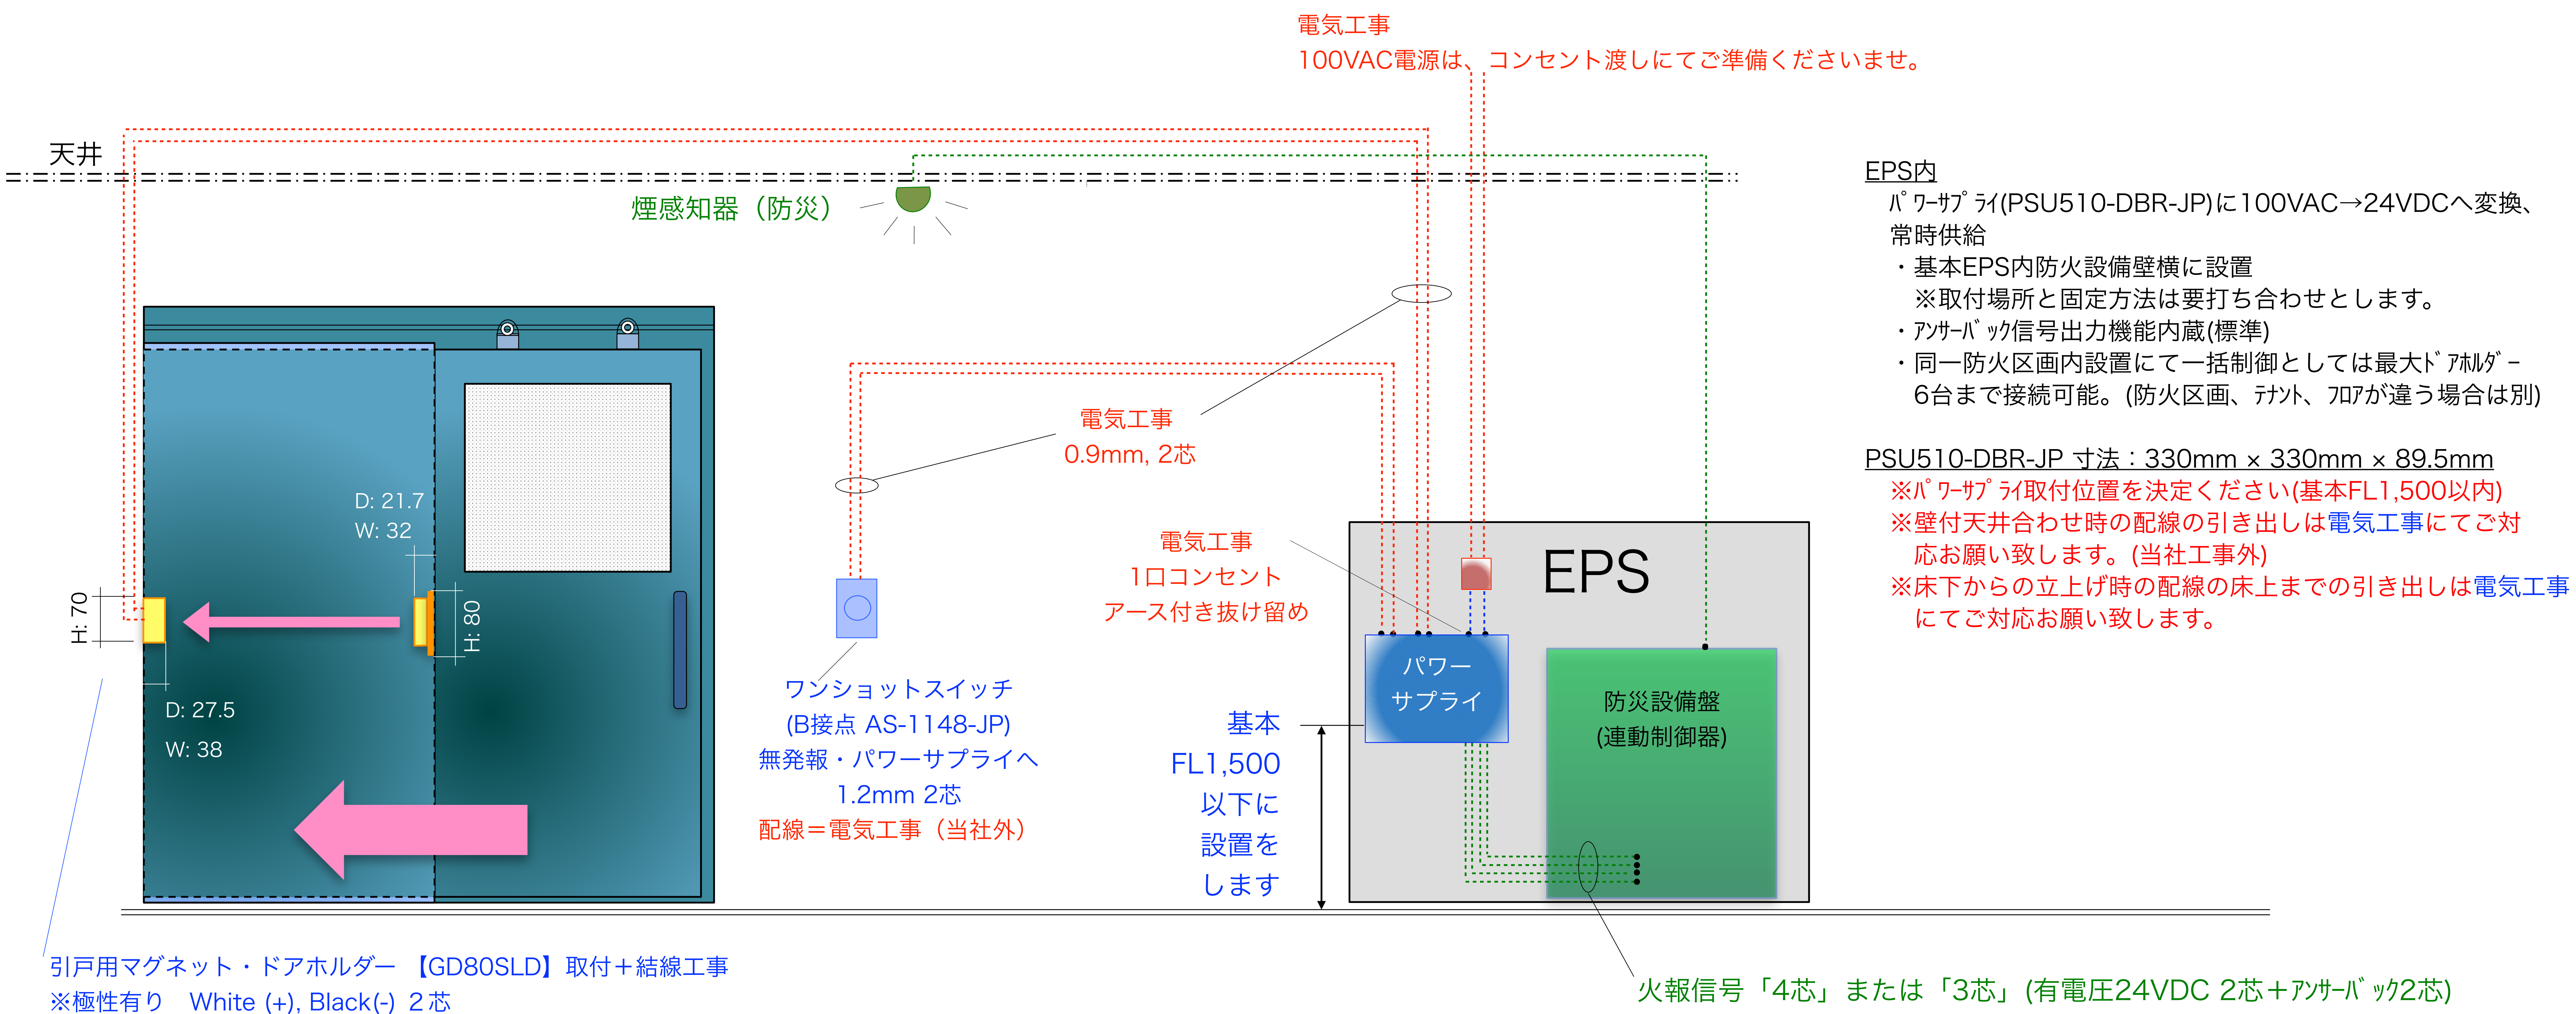 電気工事
100VAC電源は、コンセント渡しにてご準備くださいませ。
天井
煙感知器（防災）
EPS内
ﾊﾟﾜｰｻﾌﾟﾗｲ(PSU510-DBR-JP)に100VAC→24VDCへ変換、
常時供給
・基本EPS内防火設備壁横に設置
※取付場所と固定方法は要打ち合わせとします。
・ｱﾝｻｰﾊﾞｯｸ信号出力機能内蔵(標準)
・同一防火区画内設置にて一括制御としては最大ﾄﾞｱﾎﾙﾀﾞｰ
6台まで接続可能。(防火区画、ﾃﾅﾝﾄ、ﾌﾛｱが違う場合は別)
PSU510-DBR-JP 寸法：330mm × 330mm × 89.5mm
※ﾊﾟﾜｰｻﾌﾟﾗｲ取付位置を決定ください(基本FL1,500以内)
※壁付天井合わせ時の配線の引き出しは電気工事にてご対
応お願い致します。(当社工事外)
※床下からの立上げ時の配線の床上までの引き出しは電気工事
にてご対応お願い致します。
電気工事
0.9mm, 2芯
D: 21.7
W: 32
H: 70
H: 80
D: 27.5
W: 38
電気工事
1口コンセント
アース付き抜け留め
EPS
パワー
サプライ
防災設備盤
(連動制御器)
ワンショットスイッチ
(B接点 AS-1148-JP)
無発報・パワーサプライへ
1.2mm 2芯
配線＝電気工事（当社外）
基本
FL1,500
以下に
設置を
します
引戸用マグネット・ドアホルダー 【GD80SLD】取付＋結線工事
※極性有り　White (+), Black(-) ２芯
火報信号「4芯」または「3芯」(有電圧24VDC 2芯＋ｱﾝｻｰﾊﾞｯｸ2芯)